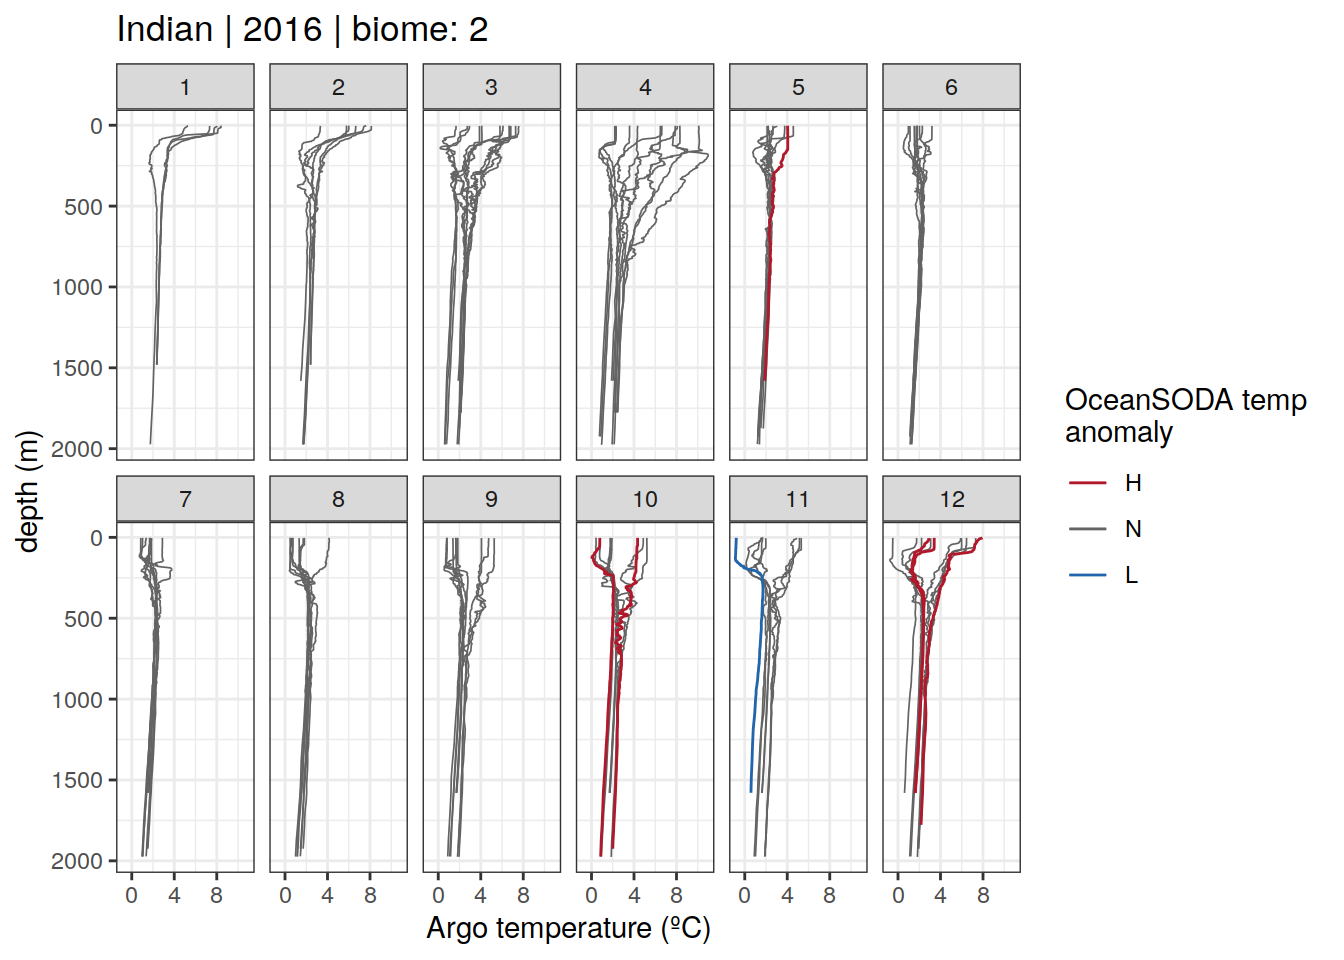 Indian | 2016 | biome: 2
1 2 3 4 5 6
0
500
1000
1500
2000
7 8 9 10 11 12
0
500
1000
1500
2000
0 4 8 0 4 8 0 4 8 0 4 8 0 4 8 0 4 8
depth (m)
Argo temperature (ºC)
OceanSODA temp
anomaly
H
N
L